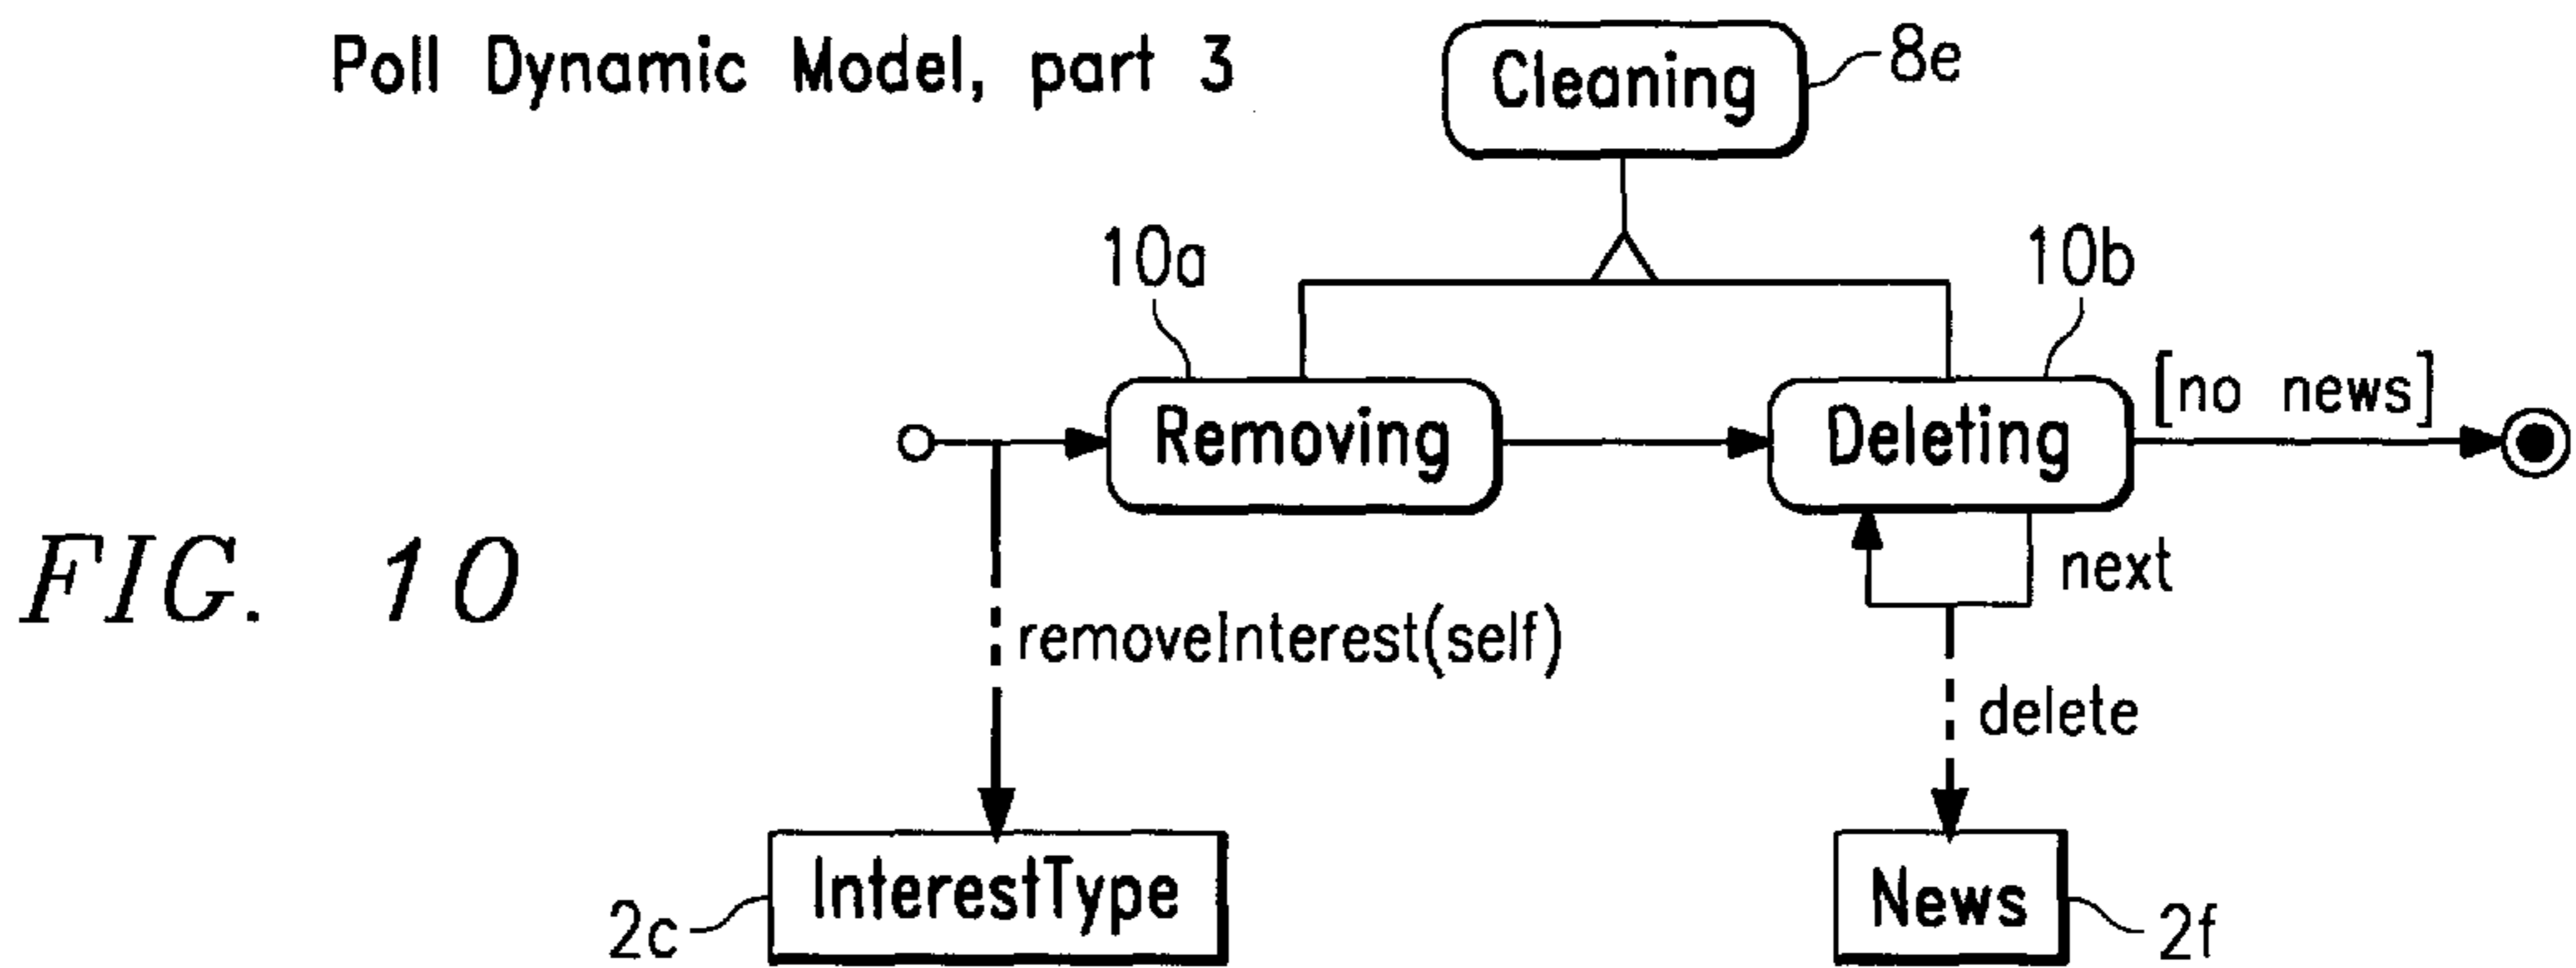 Poll Dynamic Model, part 3
Cleaning
8e
10a
10b
Removing
Deleting
[no news]
FIG. 10
next
removeInterest(self)
delete
InterestType
News
2c
2f